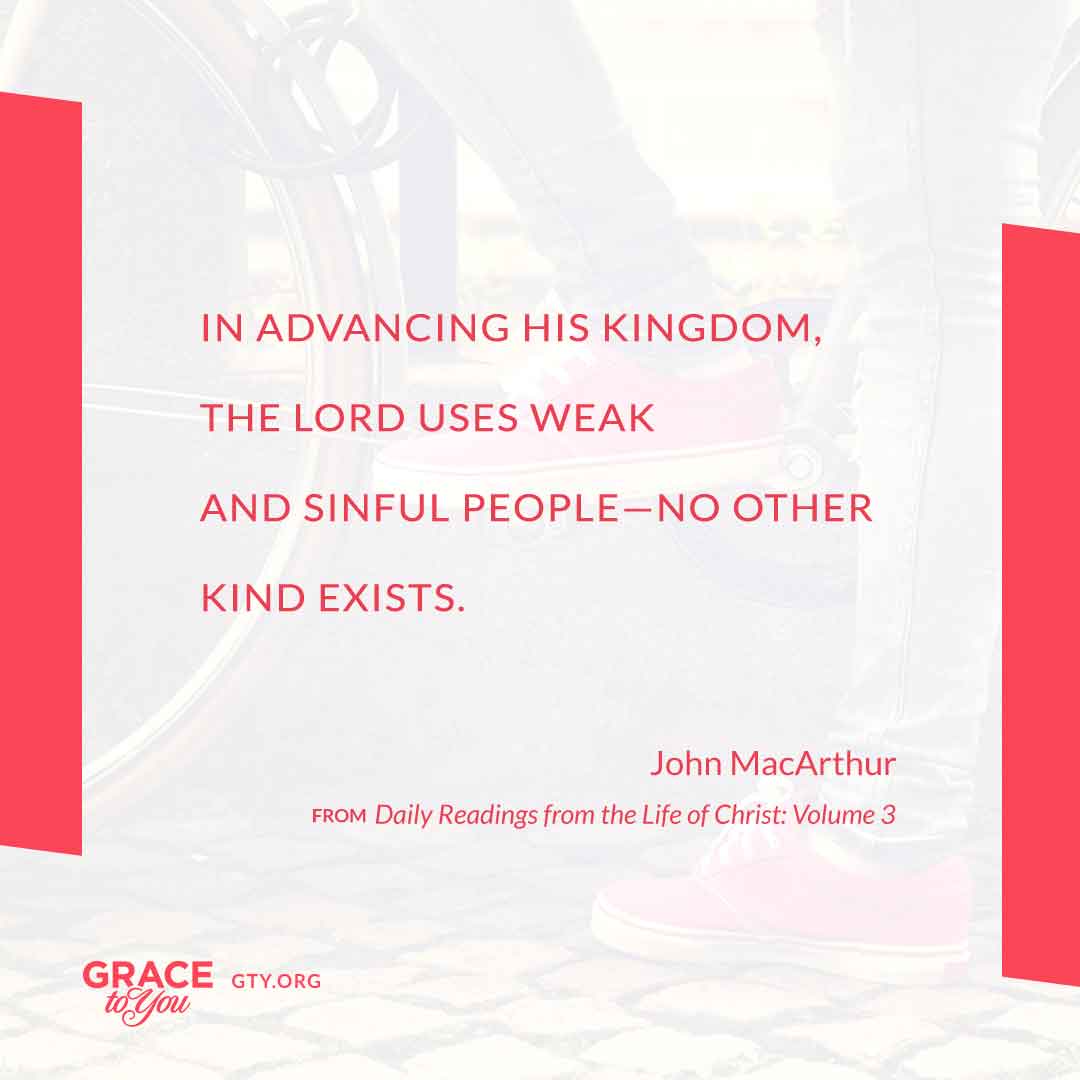 IN ADVANCING HIS KINGDOM,
THE LORD USES WEAK
AND SINFUL PEOPLE—NO OTHER
KIND EXISTS.
John MacArthur
FROM Daily Readings from the Life of Christ: Volume 3
GRACE
to You
GTY.ORG